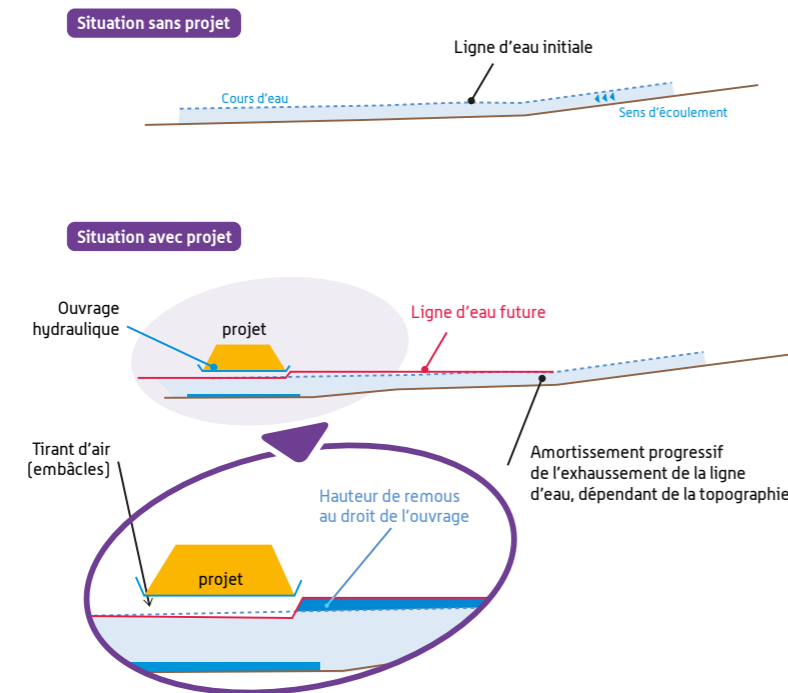 Situation sans projet
Ligne d'eau initiale
Cours d'eau
Sens d'écoulement
Situation avec projet
Ouvrage
hydraulique
projet
Ligne d'eau future
Tirant d'air
(embâcles)
Hauteur de remous
au droit de l'ouvrage
Amortissement progressif
de l'exhaussement de la ligne
d'eau, dépendant de la topographie
projet